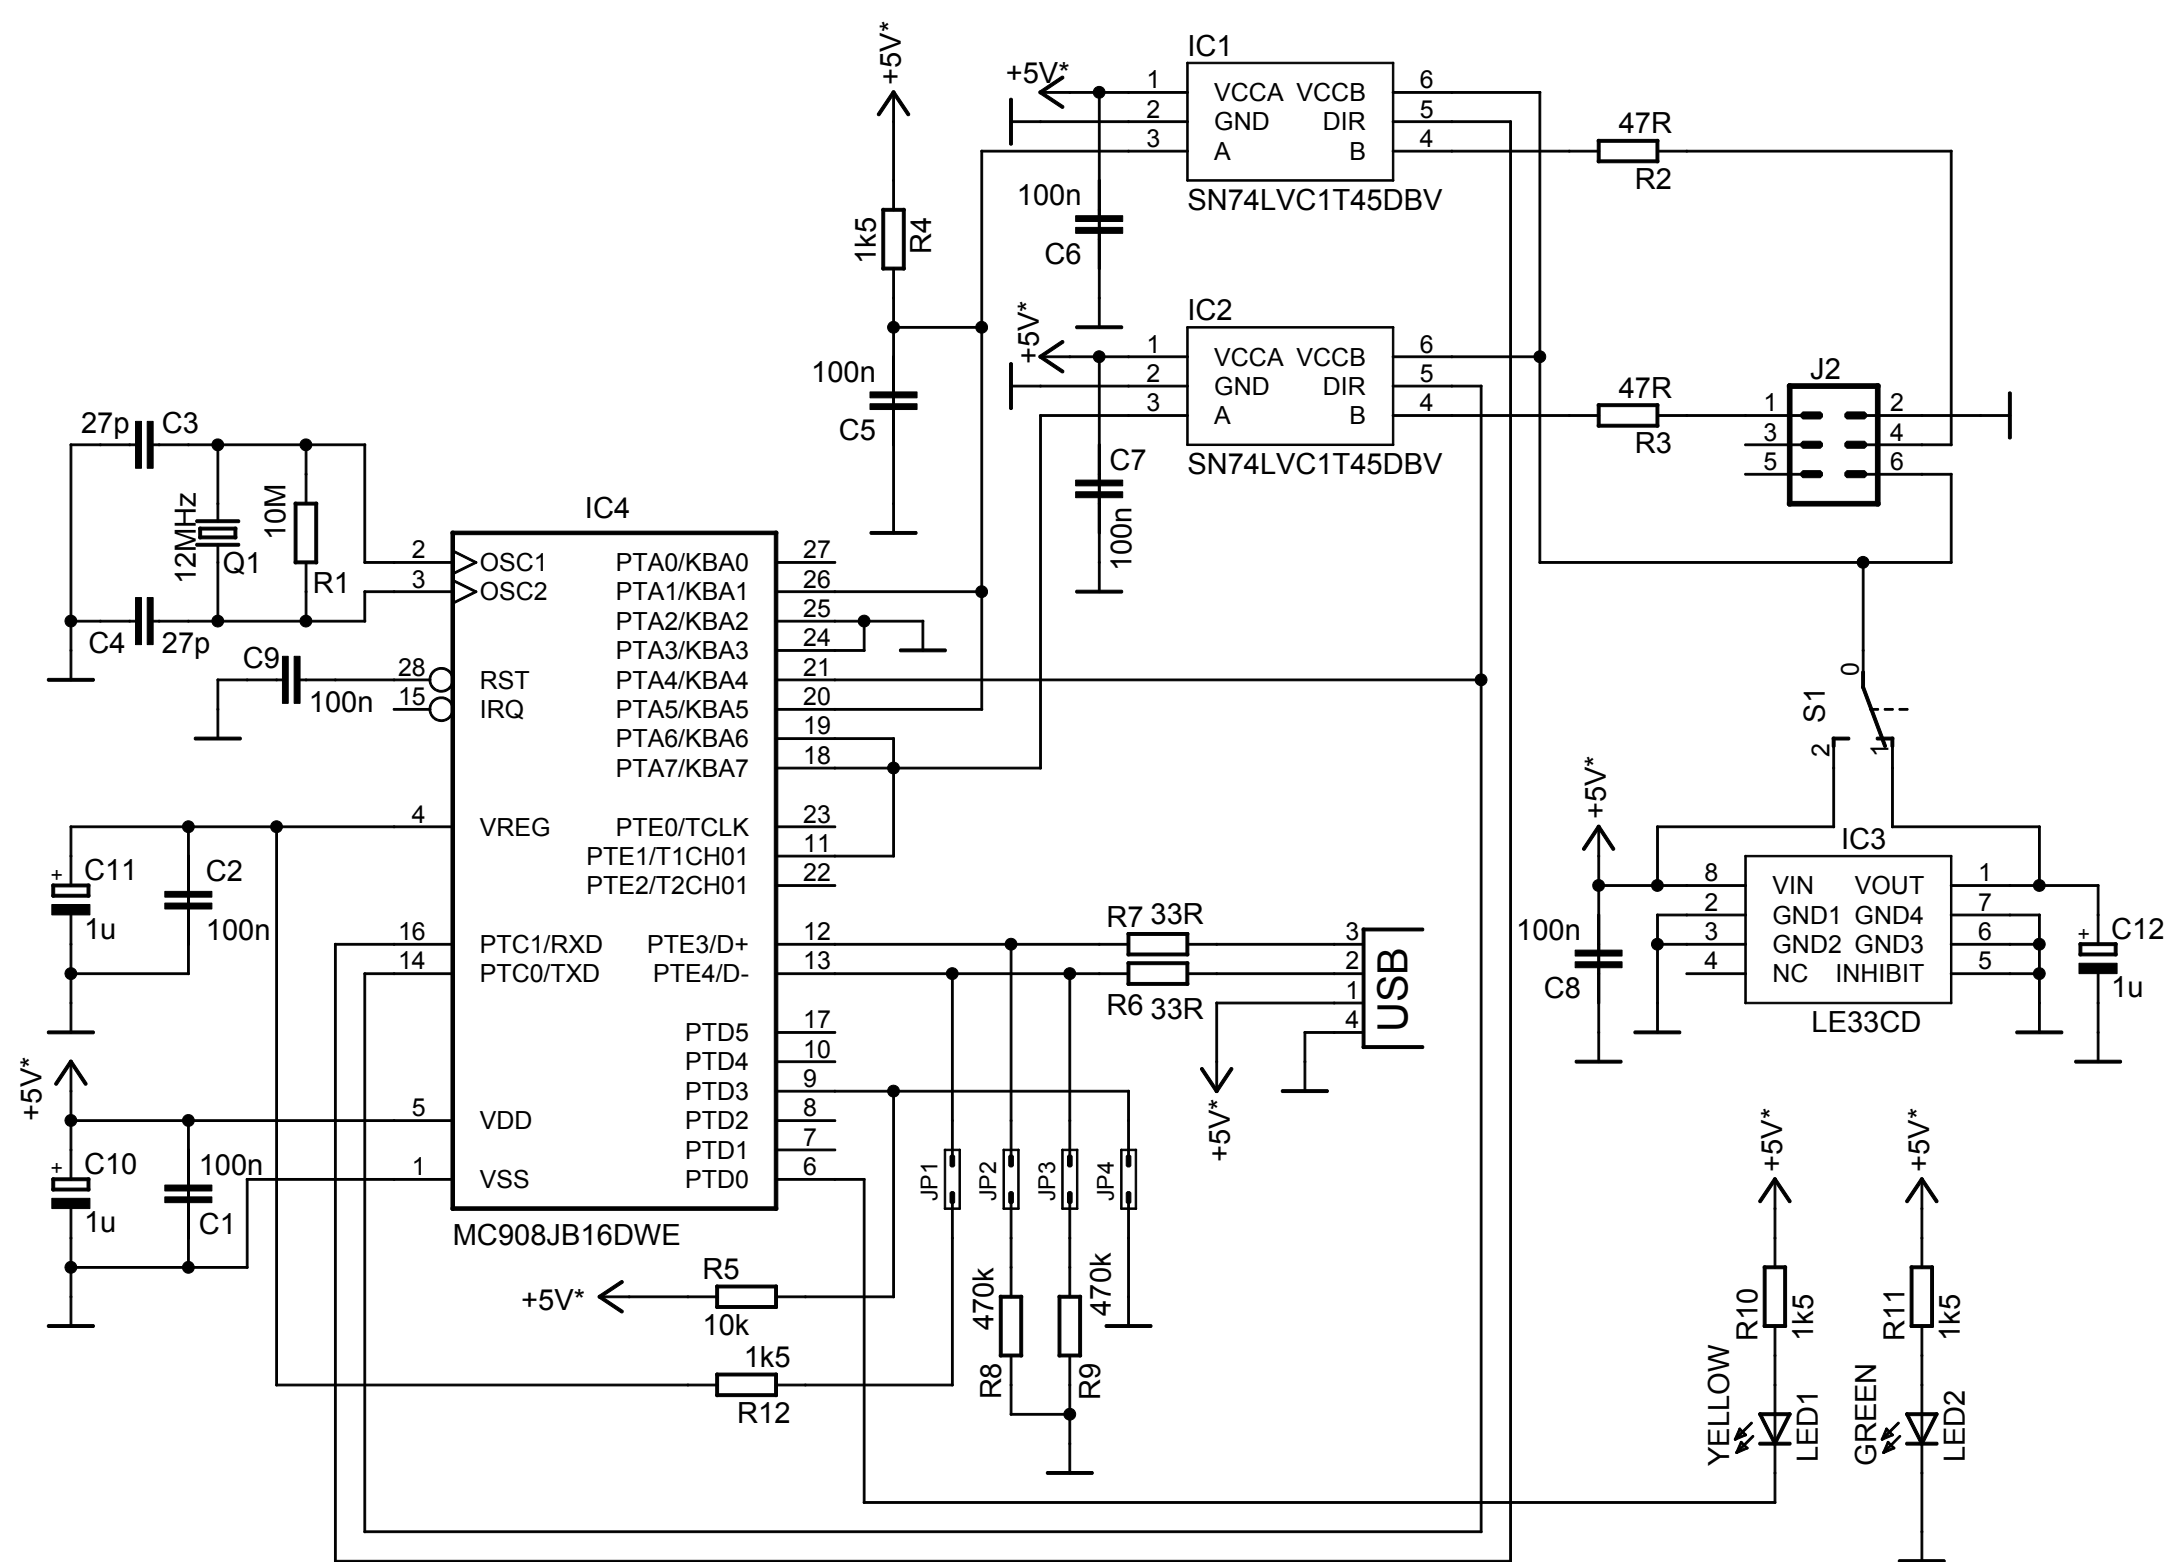 +5V*
IC1
+5V*
1 VCCA VCCB 6
2 GND DIR 5
3 A B 4
SN74LVC1T45DBV
47R
R2
1k5
R4
100n
C6
IC2
+5V*
1 VCCA VCCB 6
2 GND DIR 5
3 A B 4
SN74LVC1T45DBV
47R
R3
J2
1 2
3 4
5 6
100n
C5
C7
100n
27p C3
12MHz
Q1
10M
R1
C4 27p
C9
100n
IC4
2 OSC1
3 OSC2
28 RST
15 IRQ
4 VREG
16 PTC1/RXD
14 PTC0/TXD
5 VDD
1 VSS
PTA0/KBA0 27
PTA1/KBA1 26
PTA2/KBA2 25
PTA3/KBA3 24
PTA4/KBA4 21
PTA5/KBA5 20
PTA6/KBA6 19
PTA7/KBA7 18
PTE0/TCLK 23
PTE1/T1CH01 11
PTE2/T2CH01 22
PTE3/D+ 12
PTE4/D- 13
PTD5 17
PTD4 10
PTD3 9
PTD2 8
PTD1 7
PTD0 6
MC908JB16DWE
+
C11
1u
C2
100n
+5V*
+
C10
1u
100n
C1
R7 33R
R6 33R
3
2
1
4
USB
+5V*
JP1
JP2
JP3
JP4
+5V*
R5
10k
1k5
R12
470k
R8
470k
R9
0
S1
2
1
+5V*
100n
C8
IC3
8 VIN VOUT 1
2 GND1 GND4 7
3 GND2 GND3 6
4 NC INHIBIT 5
LE33CD
+
C12
1u
+5V*
R10
1k5
YELLOW
LED1
+5V*
R11
1k5
GREEN
LED2